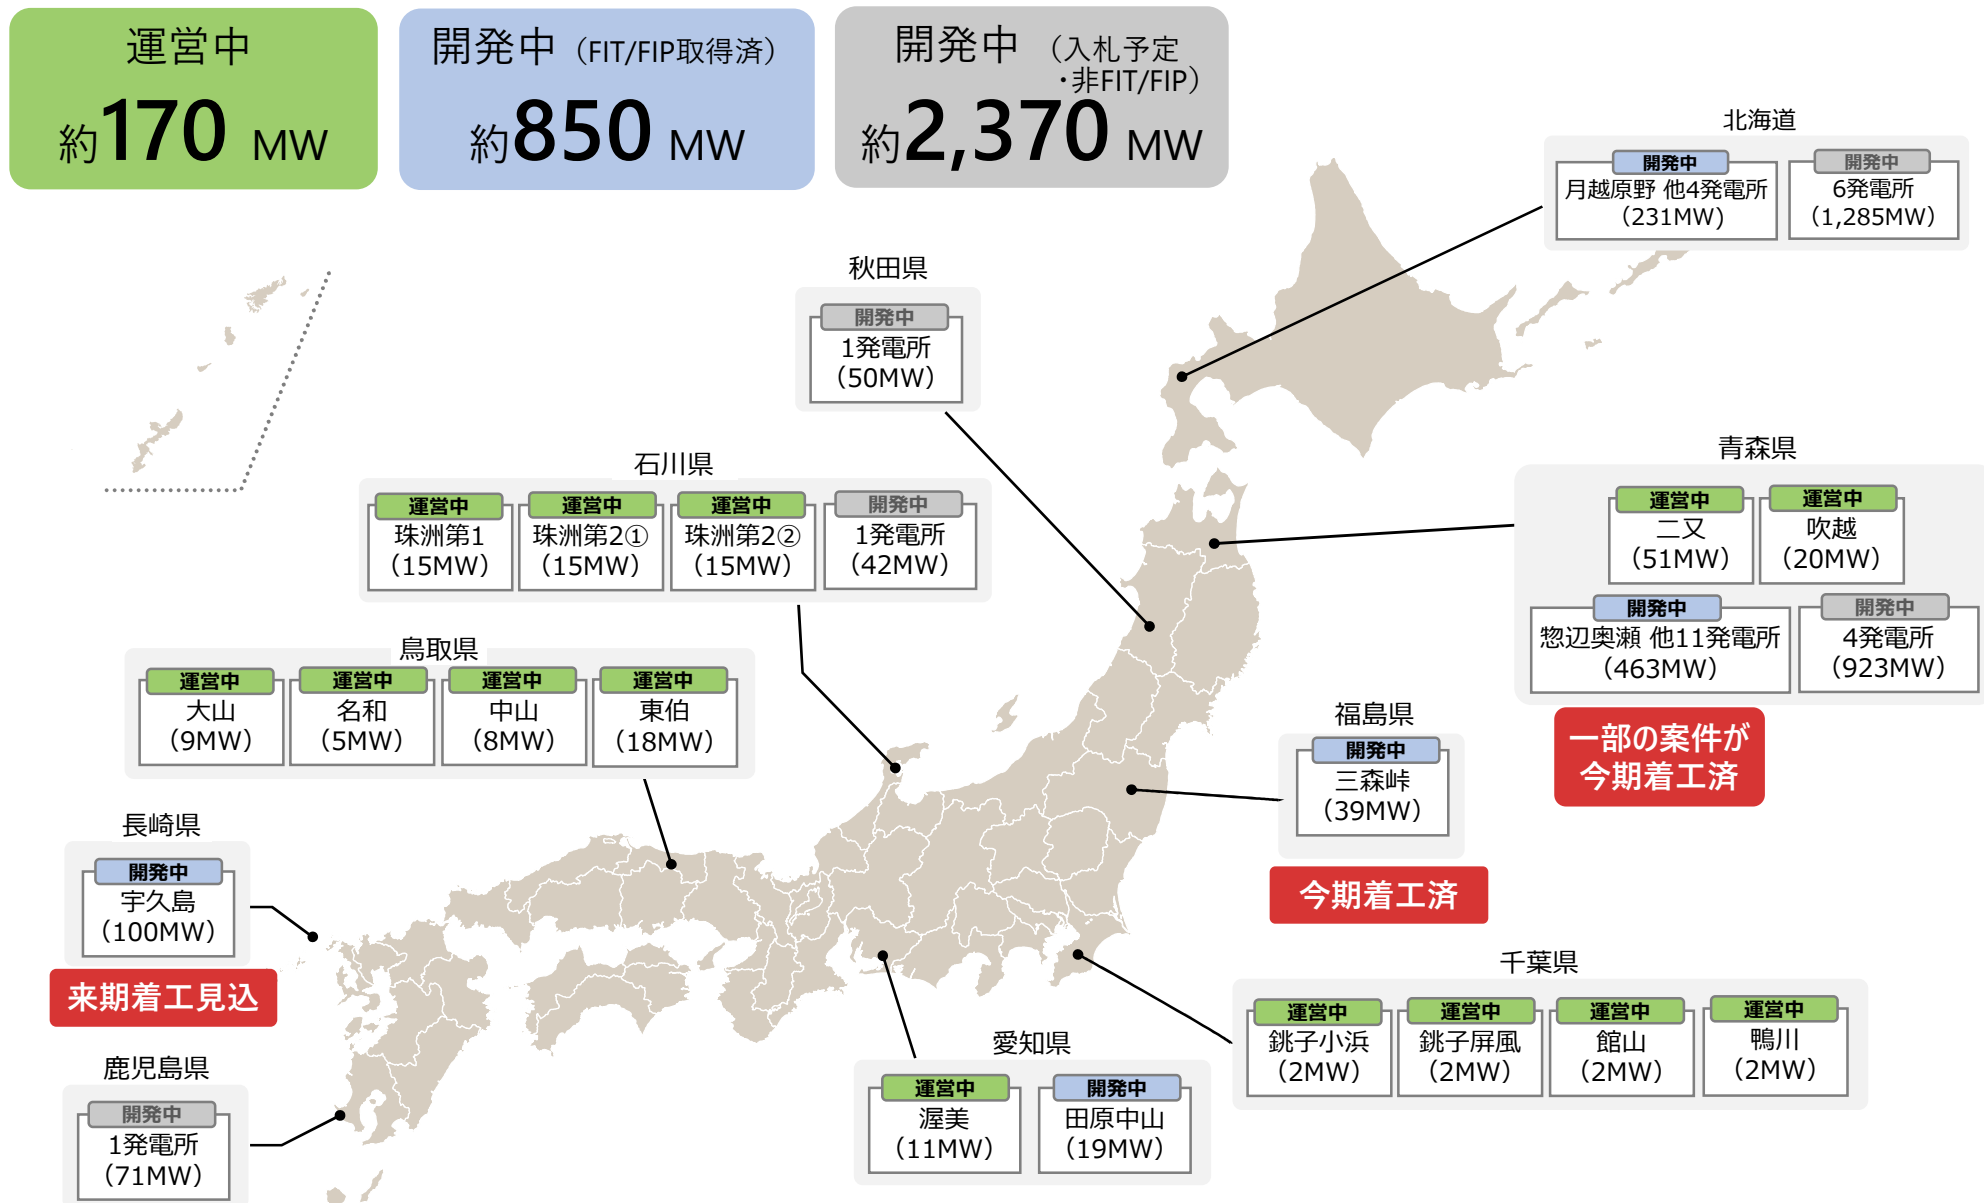 運営中
約170 MW
開発中（FIT/FIP取得済）
約850 MW
開発中（入札予定
・非FIT/FIP）
約2,370 MW
北海道
開発中
月越原野 他4発電所
（231MW）
開発中
6発電所
（1,285MW）
秋田県
開発中
1発電所
（50MW）
青森県
運営中
二又
（51MW）
運営中
吹越
（20MW）
開発中
惣辺奥瀬 他11発電所
（463MW）
開発中
4発電所
（923MW）
一部の案件が
今期着工済
石川県
運営中
珠洲第1
（15MW）
運営中
珠洲第2①
（15MW）
運営中
珠洲第2②
（15MW）
開発中
1発電所
（42MW）
鳥取県
運営中
大山
（9MW）
運営中
名和
（5MW）
運営中
中山
（8MW）
運営中
東伯
（18MW）
福島県
開発中
三森峠
（39MW）
今期着工済
長崎県
開発中
宇久島
（100MW）
来期着工見込
千葉県
運営中
銚子小浜
（2MW）
運営中
銚子屏風
（2MW）
運営中
館山
（2MW）
運営中
鴨川
（2MW）
愛知県
運営中
渥美
（11MW）
開発中
田原中山
（19MW）
鹿児島県
開発中
1発電所
（71MW）